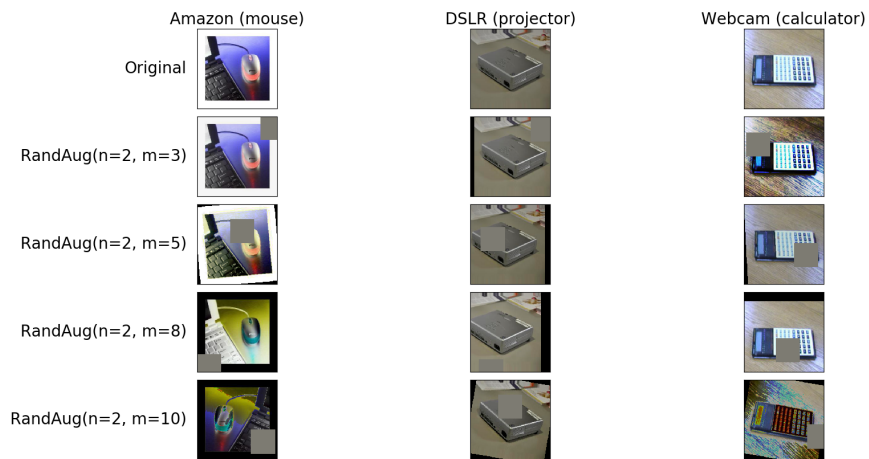 Amazon (mouse) DSLR (projector) Webcam (calculator)
Original
RandAug(n=2, m=3)
RandAug(n=2, m=5)
RandAug(n=2, m=8)
RandAug(n=2, m=10)